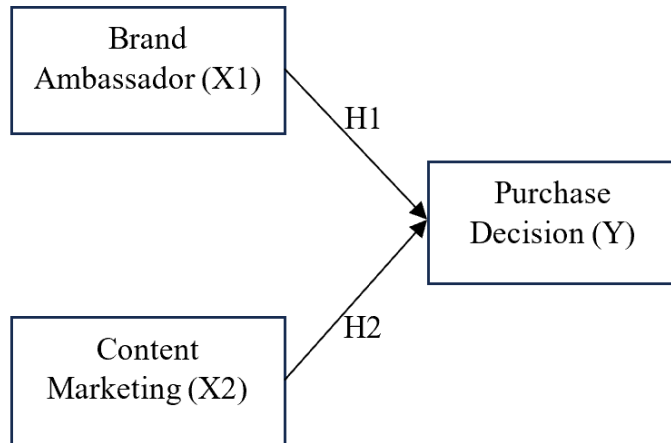 Brand
Ambassador (X1)
H1
Purchase
Decision (Y)
H2
Content
Marketing (X2)